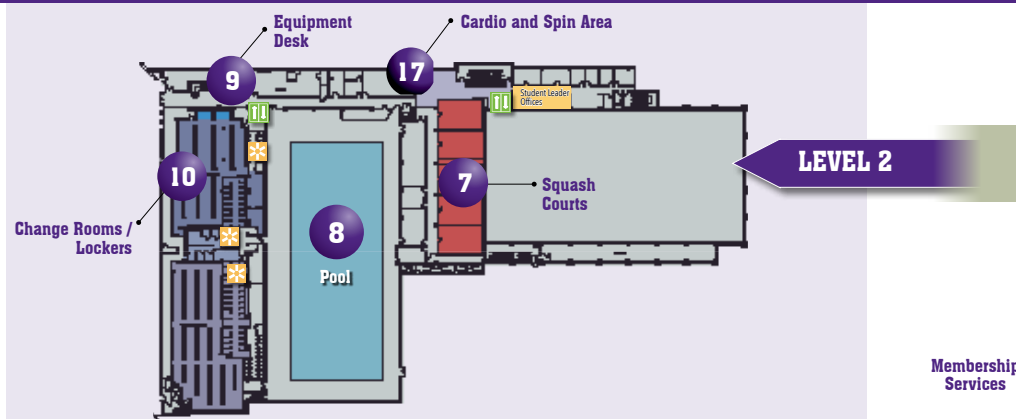 Equipment
Desk
Cardio and Spin Area
9
17
Student Leader
Offices
10
7
LEVEL 2
Squash
Courts
Change Rooms /
Lockers
8
Pool
Membership
Services